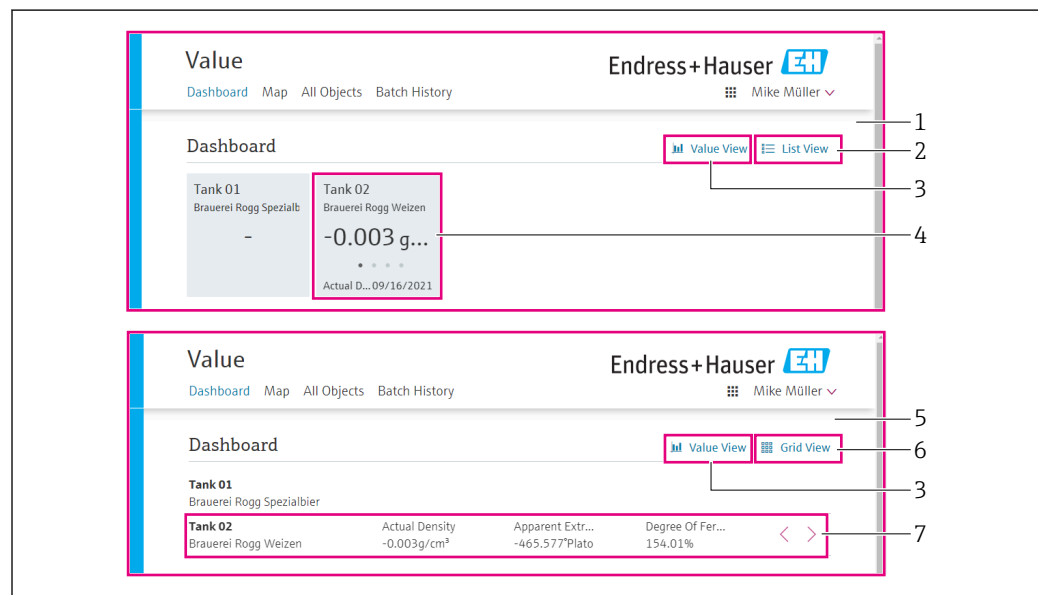 Value
Endress+Hauser EH
Dashboard Map All Objects Batch History
Mike Müller
1
Dashboard
Value View
List View
2
3
Tank 01
Brauerei Rogg Spezialb
-
Tank 02
Brauerei Rogg Weizen
-0.003 g...
Actual D... 09/16/2021
4
Value
Endress+Hauser EH
Dashboard Map All Objects Batch History
Mike Müller
5
Dashboard
Value View
Grid View
6
3
Tank 01
Brauerei Rogg Spezialbier
Tank 02 Actual Density Apparent Extr... Degree Of Fer...
Brauerei Rogg Weizen -0.003g/cm³ -465.577°Plato 154.01%
7